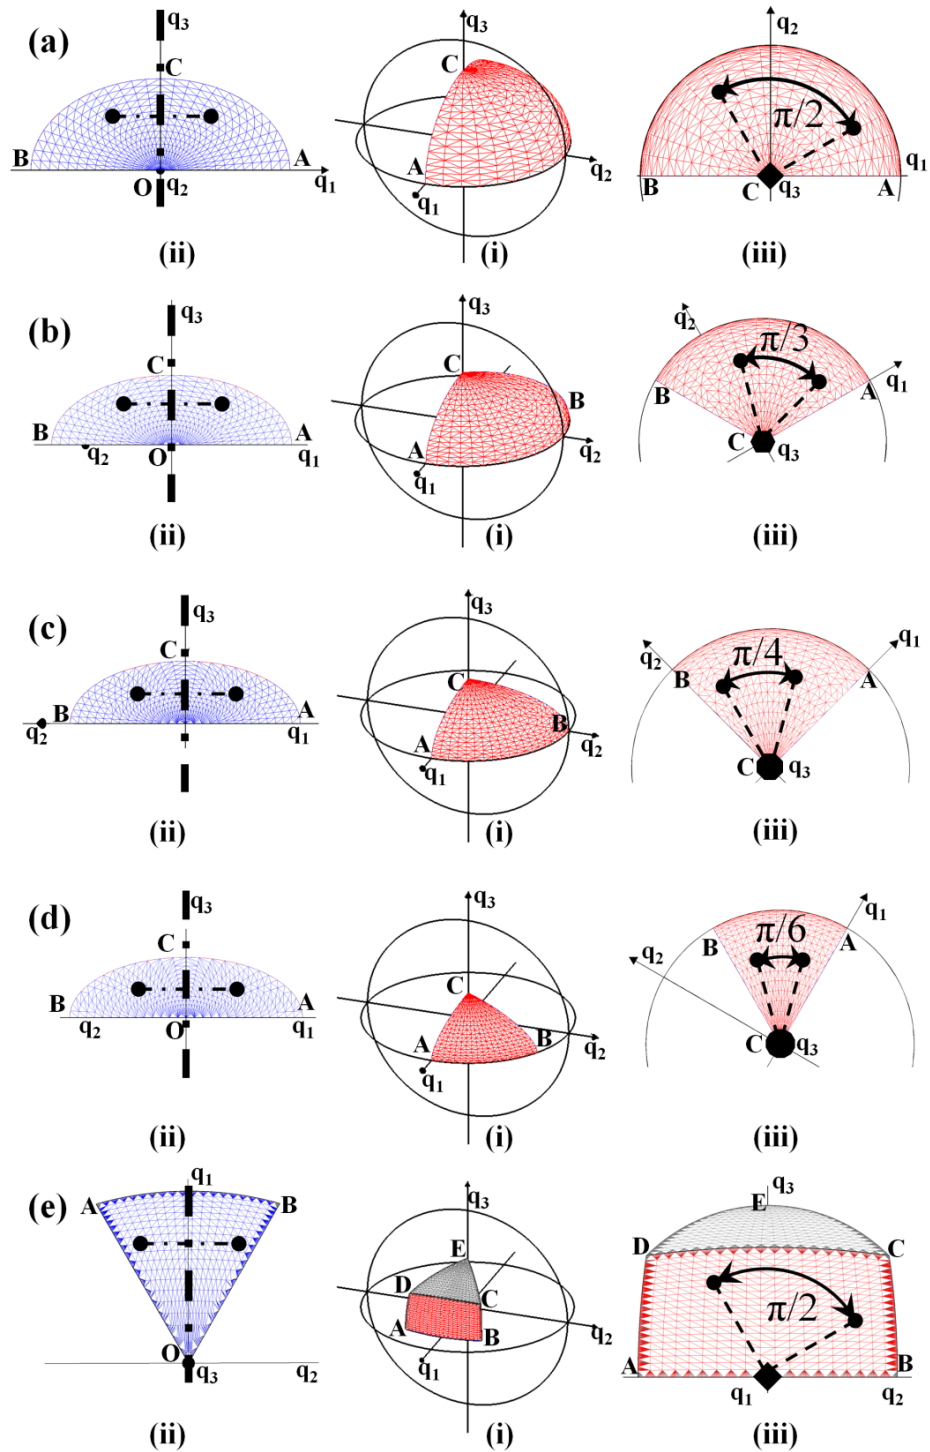 (a)
q3
C
B
A
O
q2
q1
(ii)
q3
C
A
q1
q2
(i)
q2
π/2
q1
B
C
q3
A
(iii)
(b)
q3
C
B
A
q2
O
q1
(ii)
q3
C
B
A
q2
q1
(i)
q2
π/3
q1
B
A
C
q3
(iii)
(c)
q3
C
B
A
q2
q1
(ii)
q3
C
B
A
q2
q1
(i)
q1
q2
π/4
B
A
C
q3
(iii)
(d)
q3
C
B
A
q2
O
q1
(ii)
q3
C
A
B
q2
q1
(i)
q1
π/6
B
A
q2
C
q3
(iii)
(e)
q1
A
B
O
q3
q2
(ii)
q3
E
D
C
A
B
q2
q1
(i)
q3
E
D
C
π/2
A
B
q1
q2
(iii)